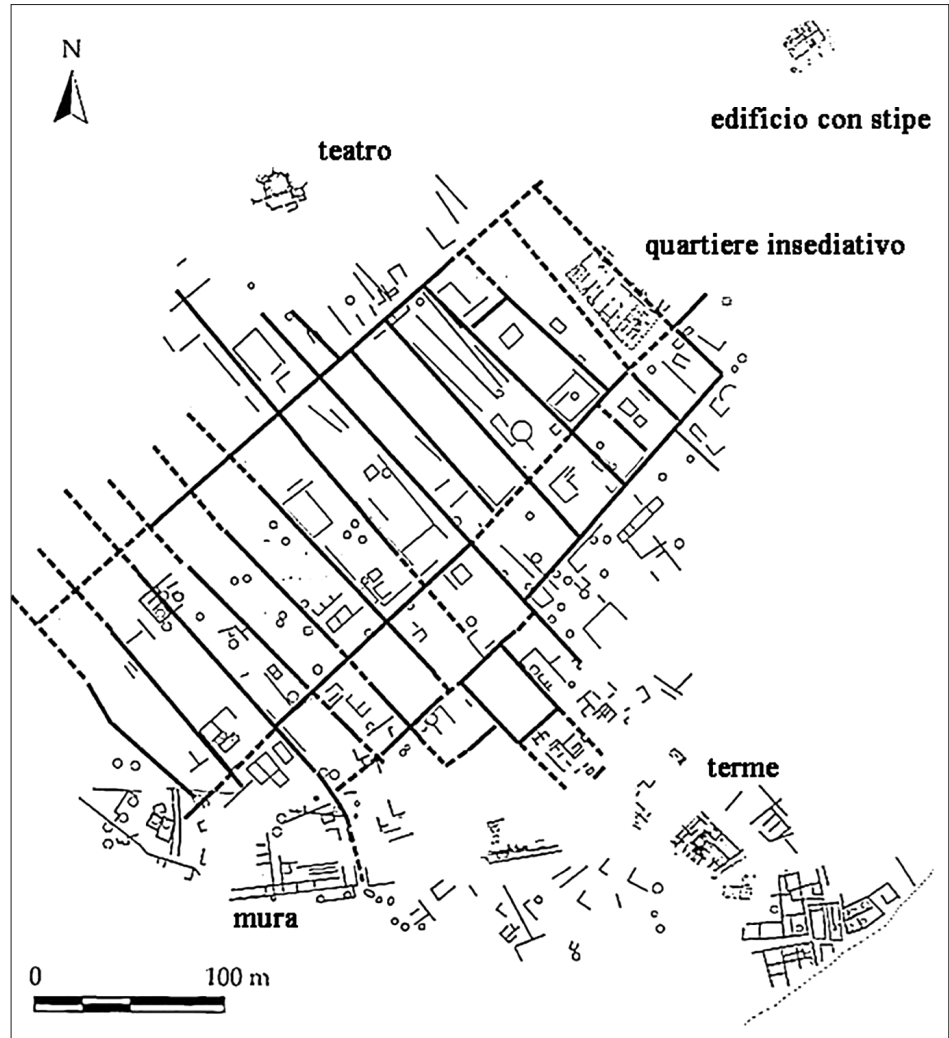 N
edificio con stipe
teatro
quartiere insediativo
terme
mura
0 100 m